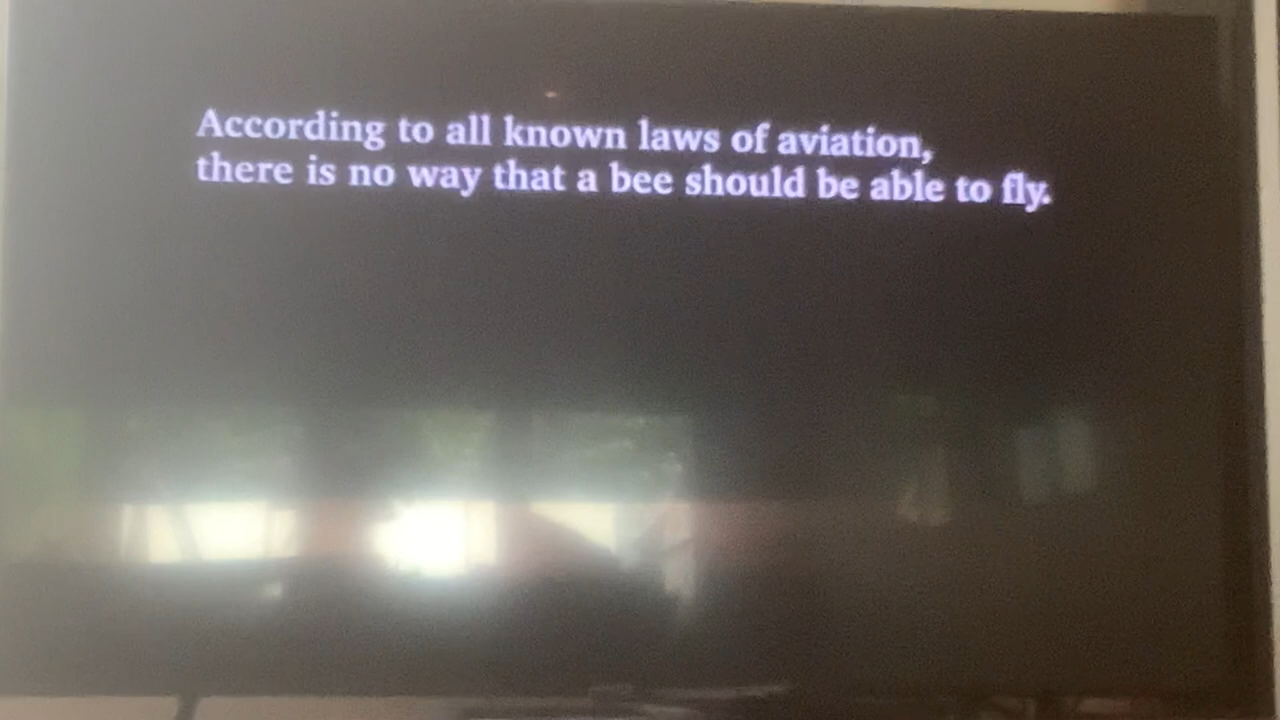 According to all known laws of aviation,
there is no way that a bee should be able to fly.